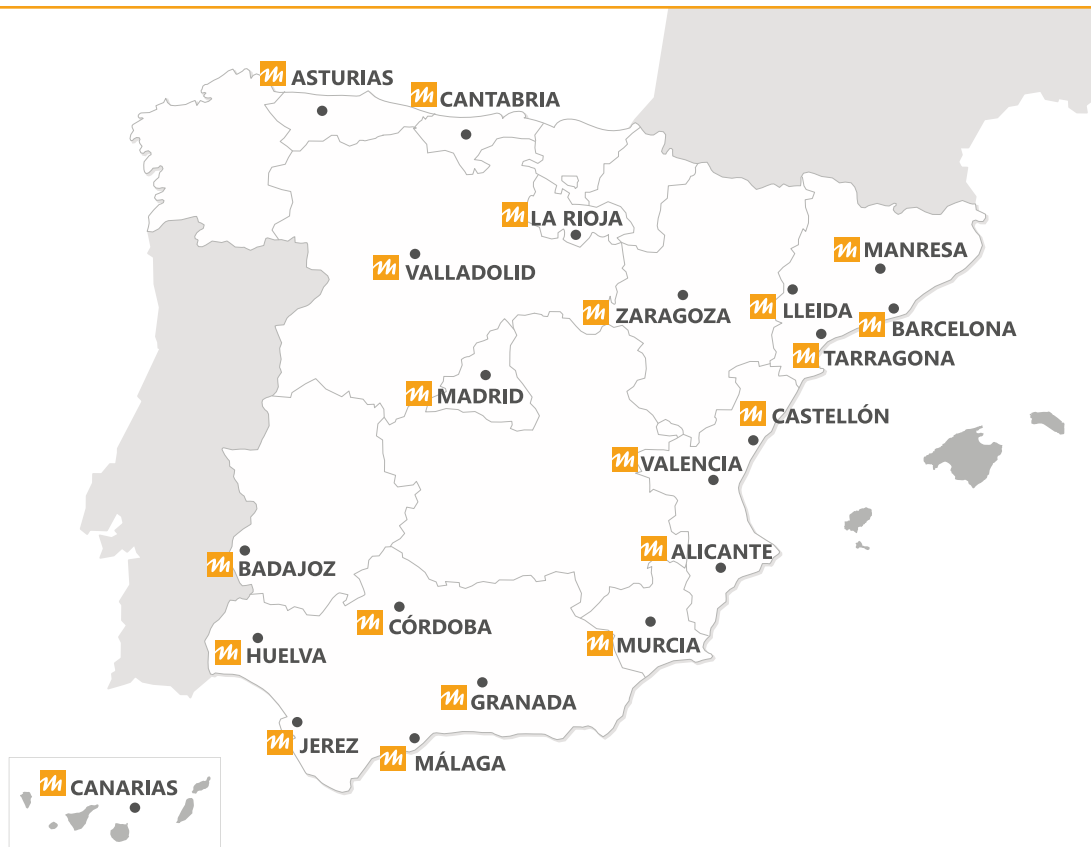 ASTURIAS
CANTABRIA
LA RIOJA
MANRESA
VALLADOLID
ZARAGOZA
LLEIDA
BARCELONA
TARRAGONA
MADRID
CASTELLÓN
VALENCIA
ALICANTE
BADAJOZ
CÓRDOBA
MURCIA
HUELVA
GRANADA
JEREZ
MÁLAGA
CANARIAS